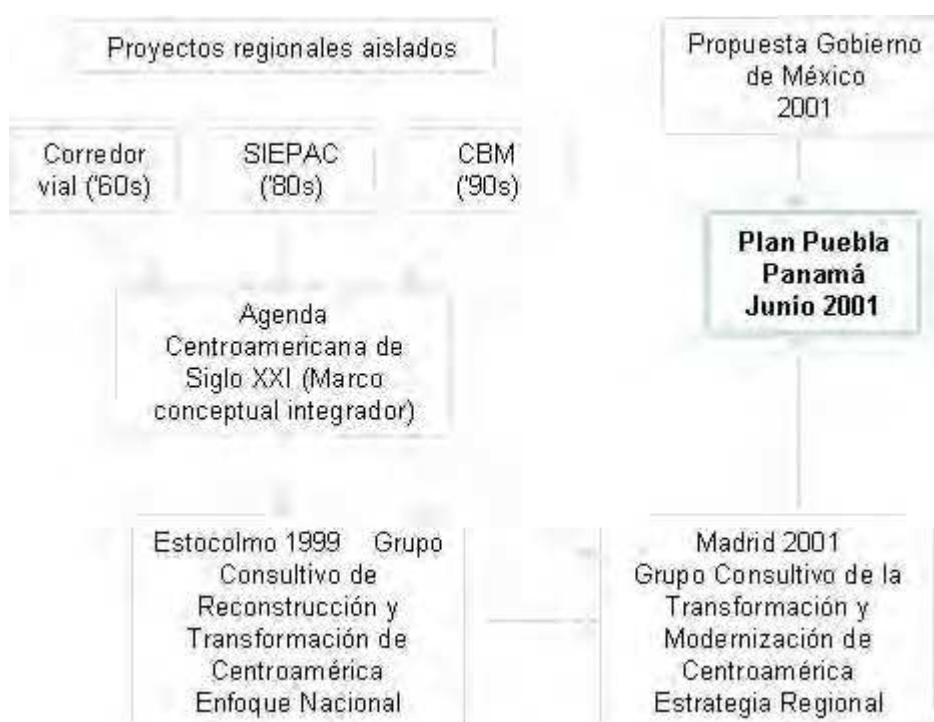 Proyectos regionales aislados
Corredor
vial ('60s)
SIEPAC
('80s)
CBM
('90s)
Agenda
Centroamericana de
Siglo XXI (Marco
conceptual integrador)
Estocolmo 1999 Grupo
Consultivo de
Reconstrucción y
Transformación de
Centroamérica
Enfoque Nacional
Madrid 2001
Grupo Consultivo de la
Transformación y
Modernización de
Centroamérica
Estrategia Regional
Propuesta Gobierno
de México
2001
Plan Puebla
Panamá
Junio 2001